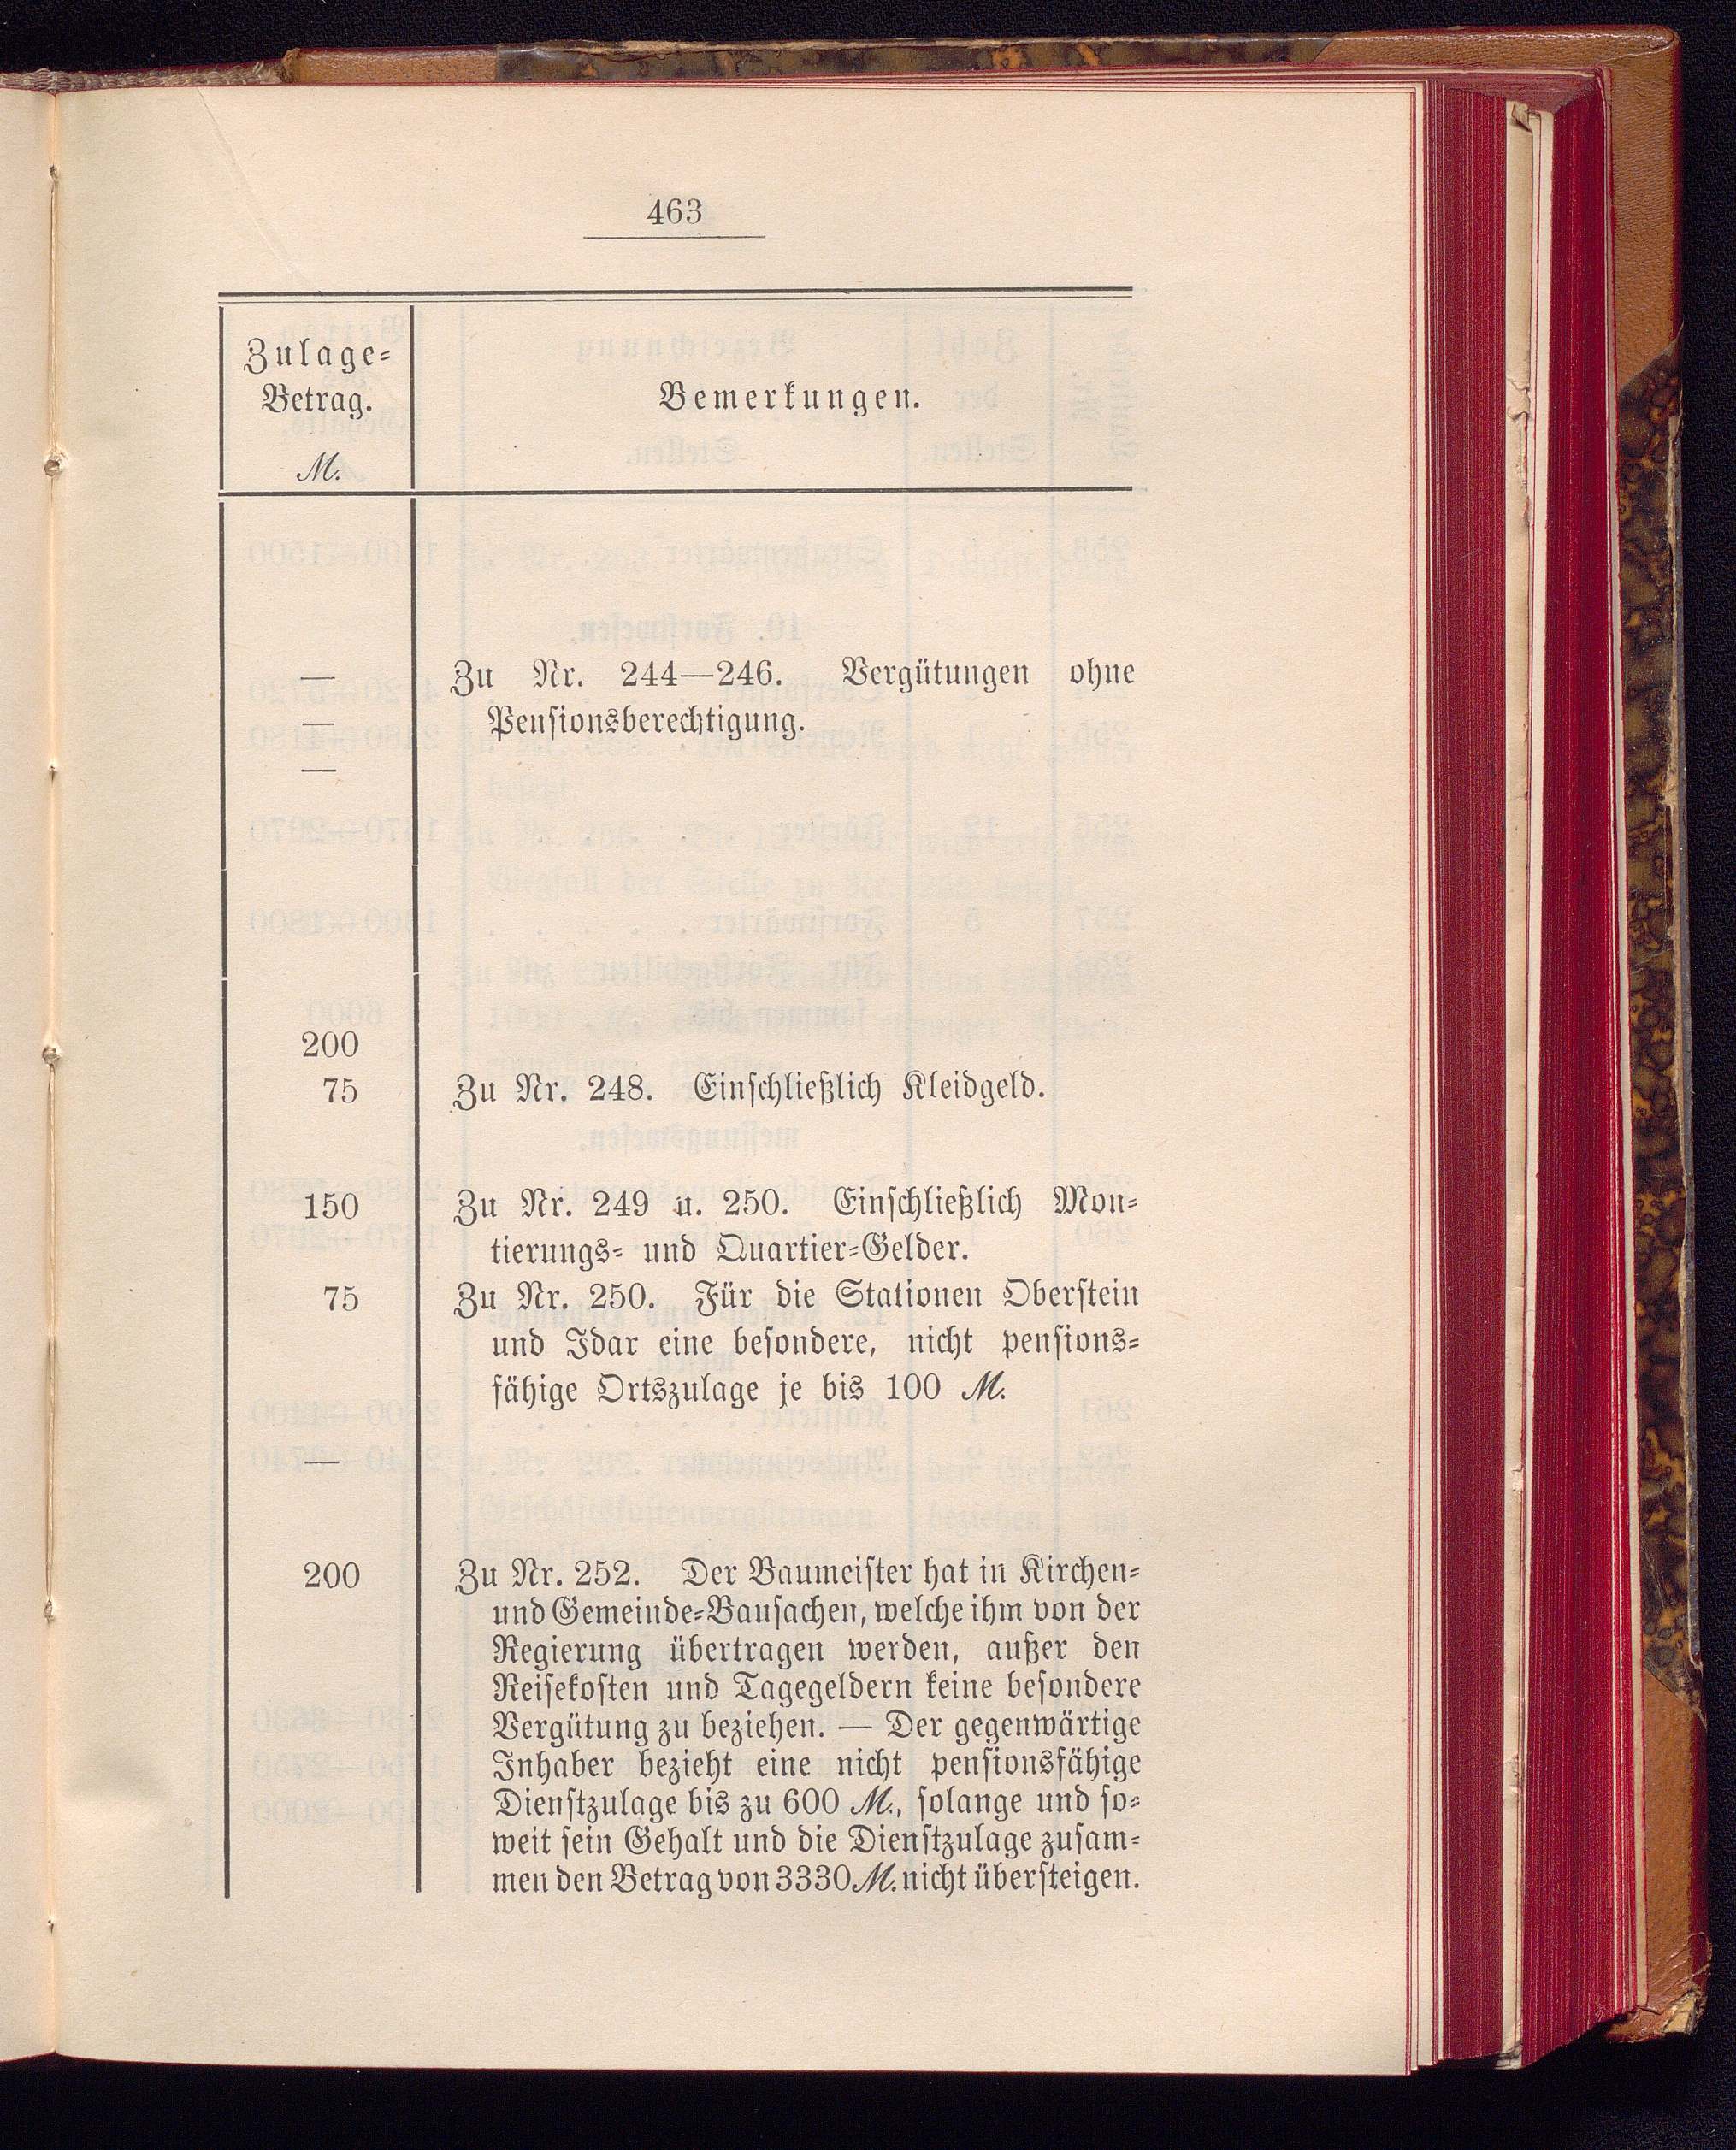 463
Zulage-
Betrag.
M.
Bemerkungen.
— Zu Nr. 244—246. Vergütungen ohne
— Pensionsberechtigung.
—
200
75 Zu Nr. 248. Einschließlich Kleidgeld.
150 Zu Nr. 249 u. 250. Einschließlich Mon-
tierungs- und Quartier-Gelder.
75 Zu Nr. 250. Für die Stationen Oberstein
und Idar eine besondere, nicht pensions-
fähige Ortszulage je bis 100 M.
—
200 Zu Nr. 252. Der Baumeister hat in Kirchen-
und Gemeinde-Bausachen, welche ihm von der
Regierung übertragen werden, außer den
Reisekosten und Tagegeldern keine besondere
Vergütung zu beziehen. — Der gegenwärtige
Inhaber bezieht eine nicht pensionsfähige
Dienstzulage bis zu 600 M., solange und so-
weit sein Gehalt und die Dienstzulage zusam-
men den Betrag von 3330 M. nicht übersteigen.